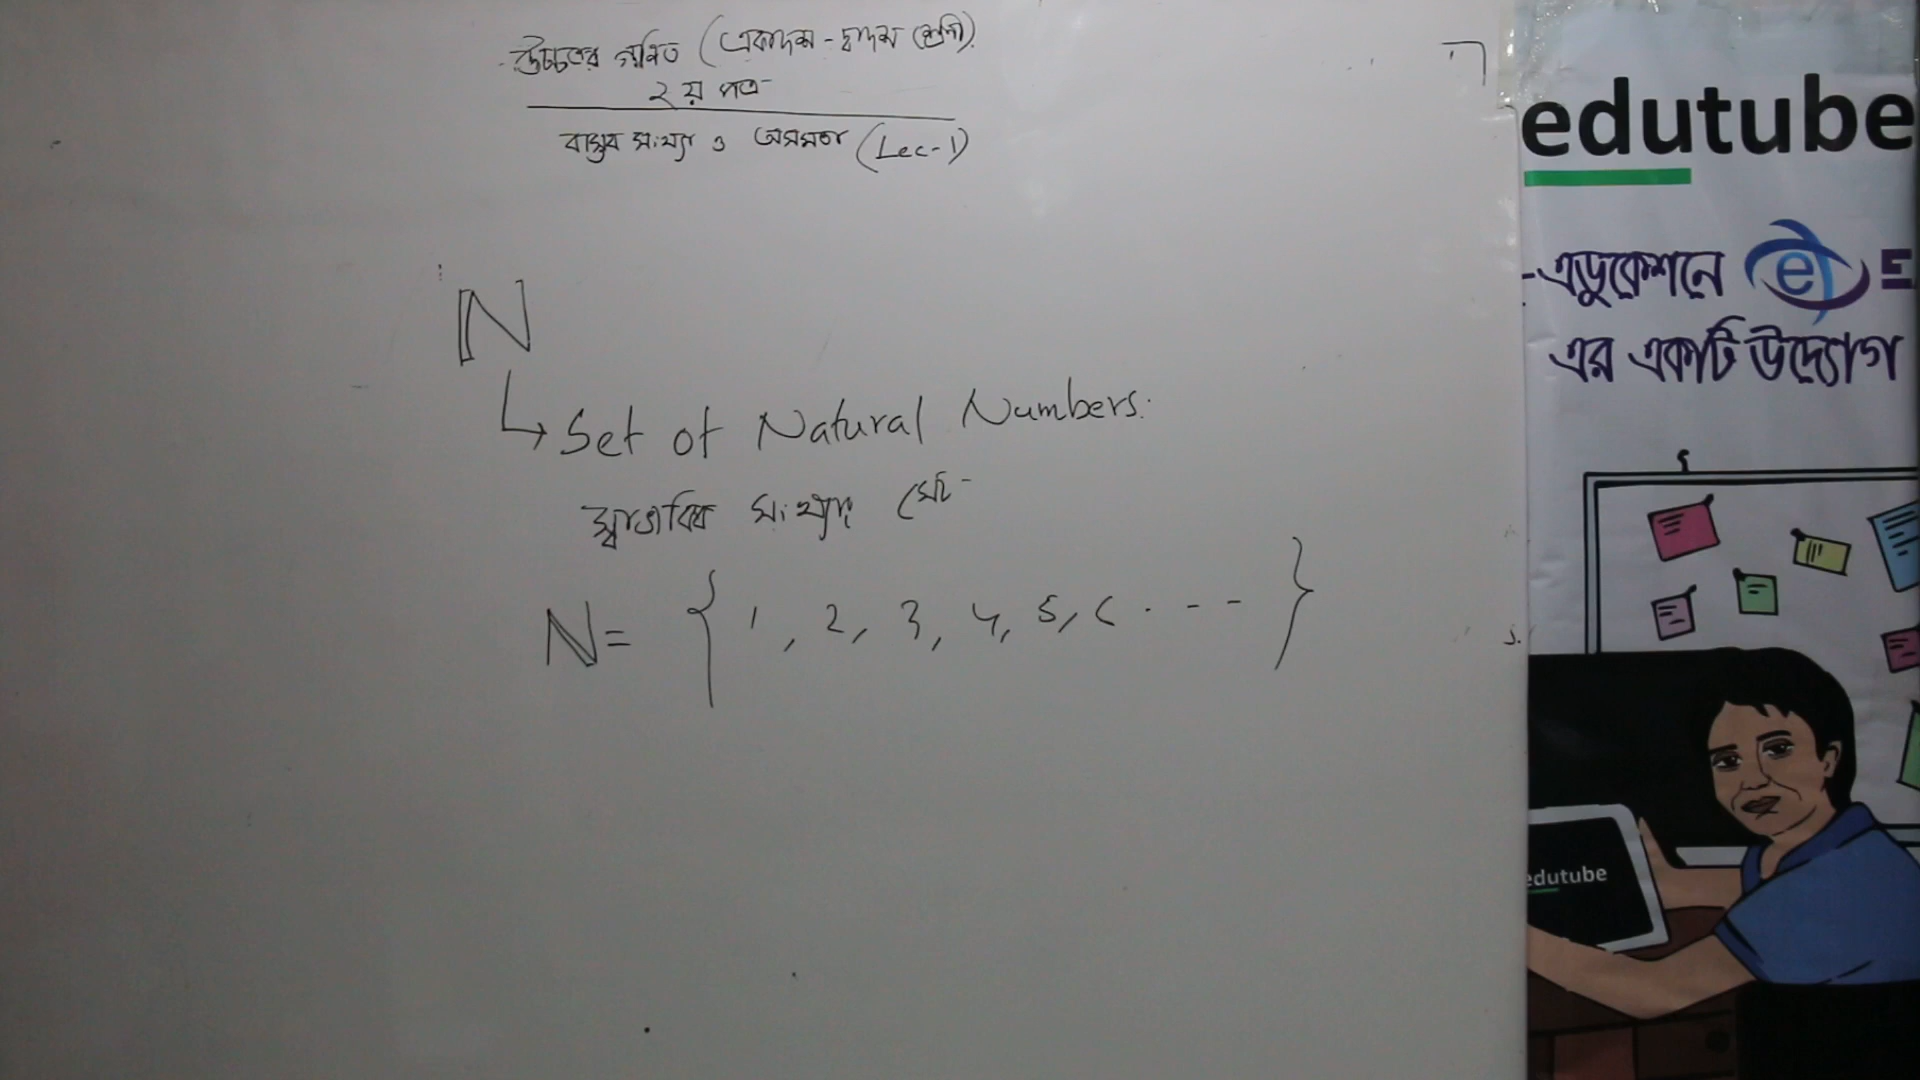 উচ্চতর গণিত (একাদশ - দ্বাদশ শ্রেণী)
২য় পত্র
বাস্তব সংখ্যা ও অসমতা (Lec-1)
ℕ
↳ Set of Natural Numbers.
স্বাভাবিক সংখ্যার সেট
ℕ = { 1, 2, 3, 4, 5, 6 - - - }
edutube
-এডুকেশনে e
এর একটি উদ্যোগ
edutube